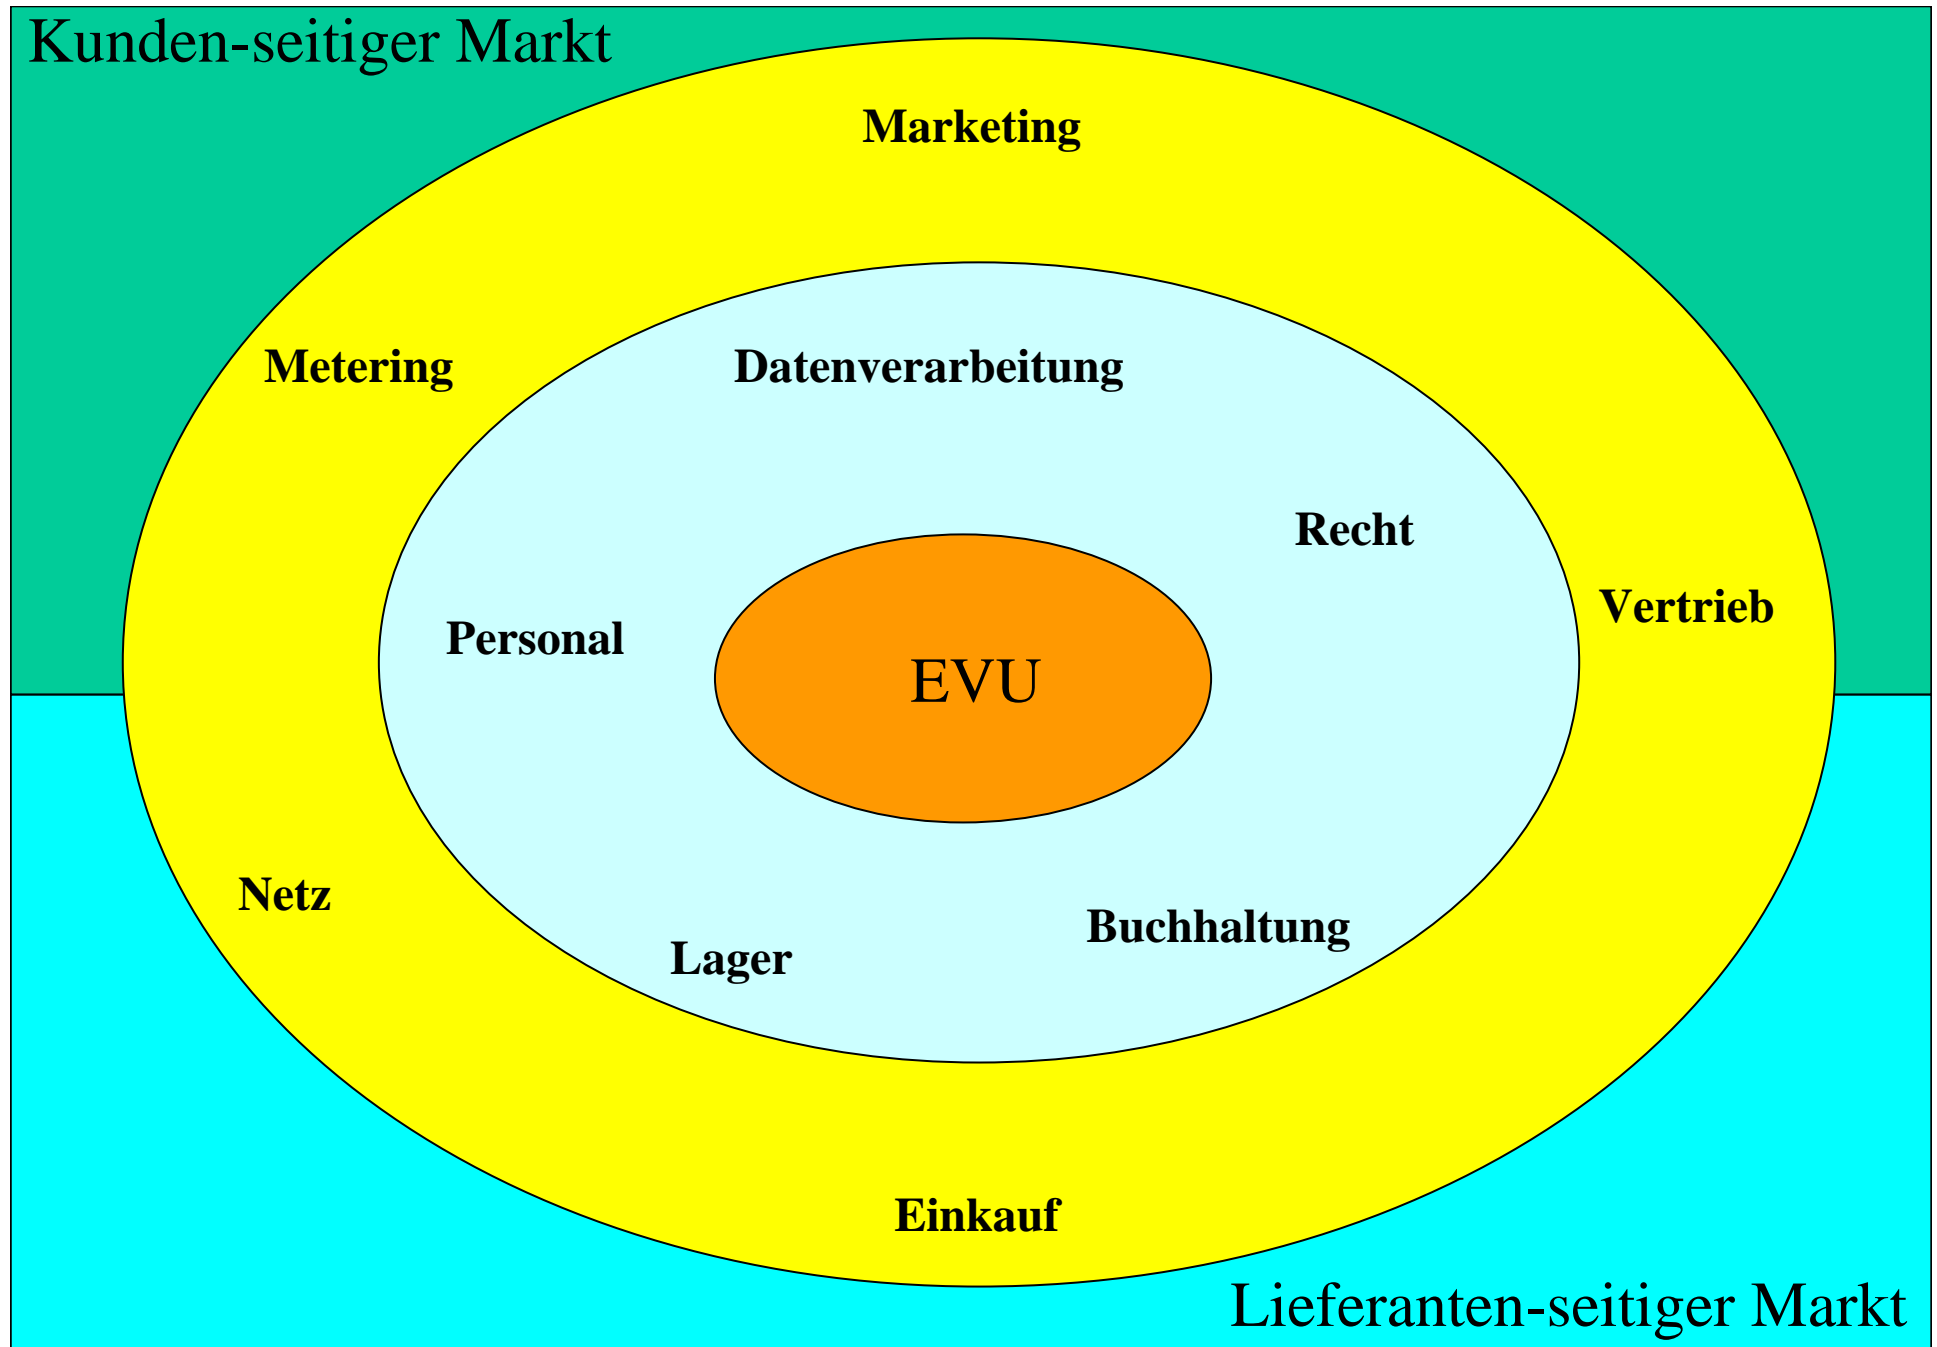 Kunden-seitiger Markt
Marketing
Metering
Datenverarbeitung
Recht
Vertrieb
Personal
EVU
Netz
Buchhaltung
Lager
Einkauf
Lieferanten-seitiger Markt